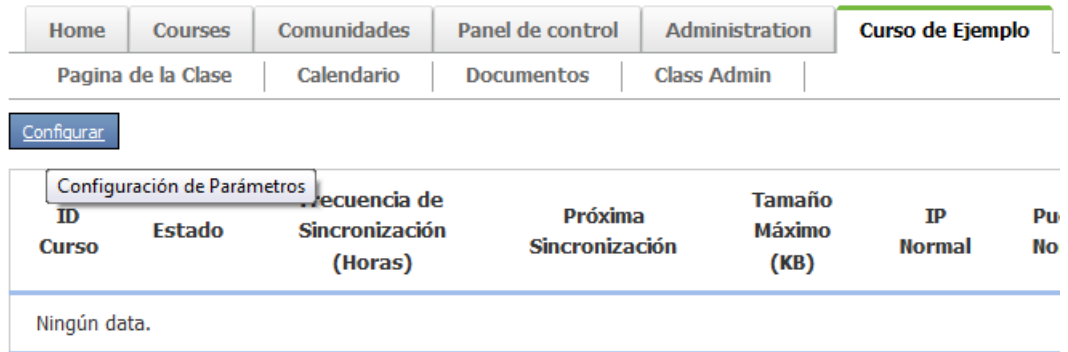 Home Courses Comunidades Panel de control Administration Curso de Ejemplo
Pagina de la Clase Calendario Documentos Class Admin
Configurar
Configuración de Parámetros
ID Curso Estado Sincronización (Horas) Próxima Sincronización Tamaño Máximo (KB) IP Normal
Ningún data.